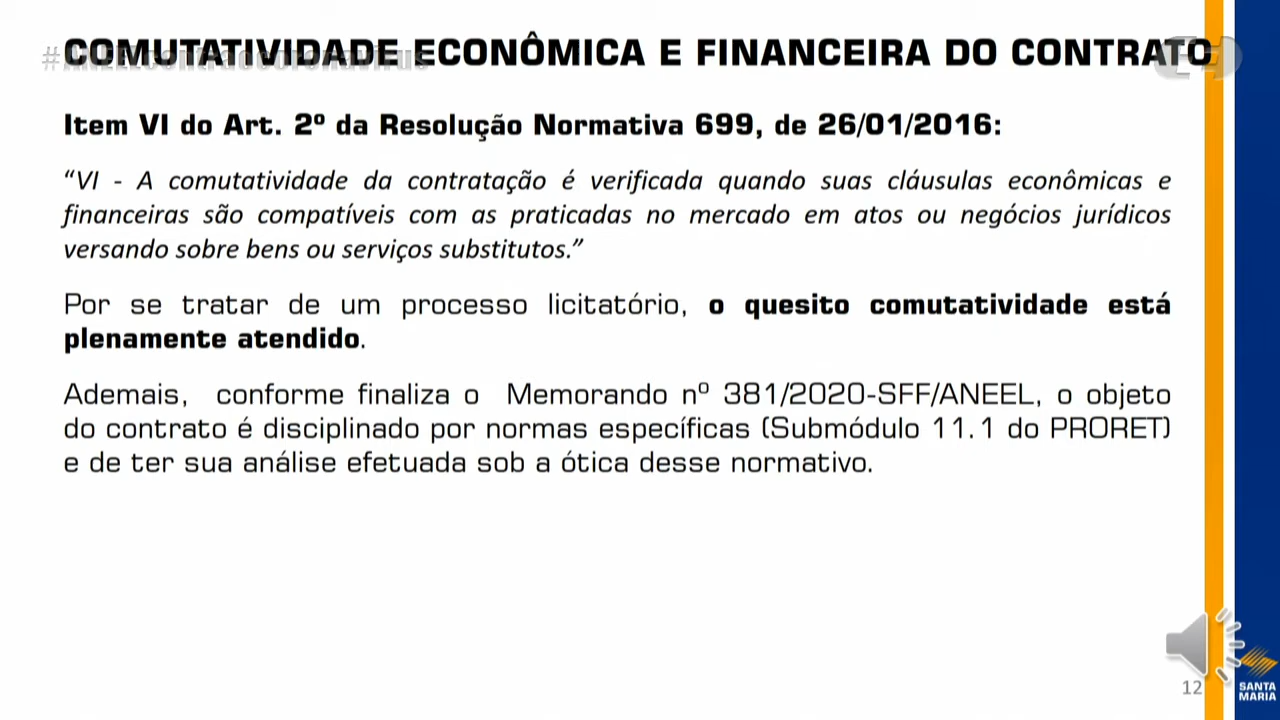 COMUTATIVIDADE ECONÔMICA E FINANCEIRA DO CONTRATO
#ANEELcontraocoronavírus
Item VI do Art. 2º da Resolução Normativa 699, de 26/01/2016:
“VI - A comutatividade da contratação é verificada quando suas cláusulas econômicas e
financeiras são compatíveis com as praticadas no mercado em atos ou negócios jurídicos
versando sobre bens ou serviços substitutos.”
Por se tratar de um processo licitatório, o quesito comutatividade está
plenamente atendido.
Ademais, conforme finaliza o Memorando nº 381/2020-SFF/ANEEL, o objeto
do contrato é disciplinado por normas específicas (Submódulo 11.1 do PRORET)
e de ter sua análise efetuada sob a ótica desse normativo.
12
SANTA
MARIA